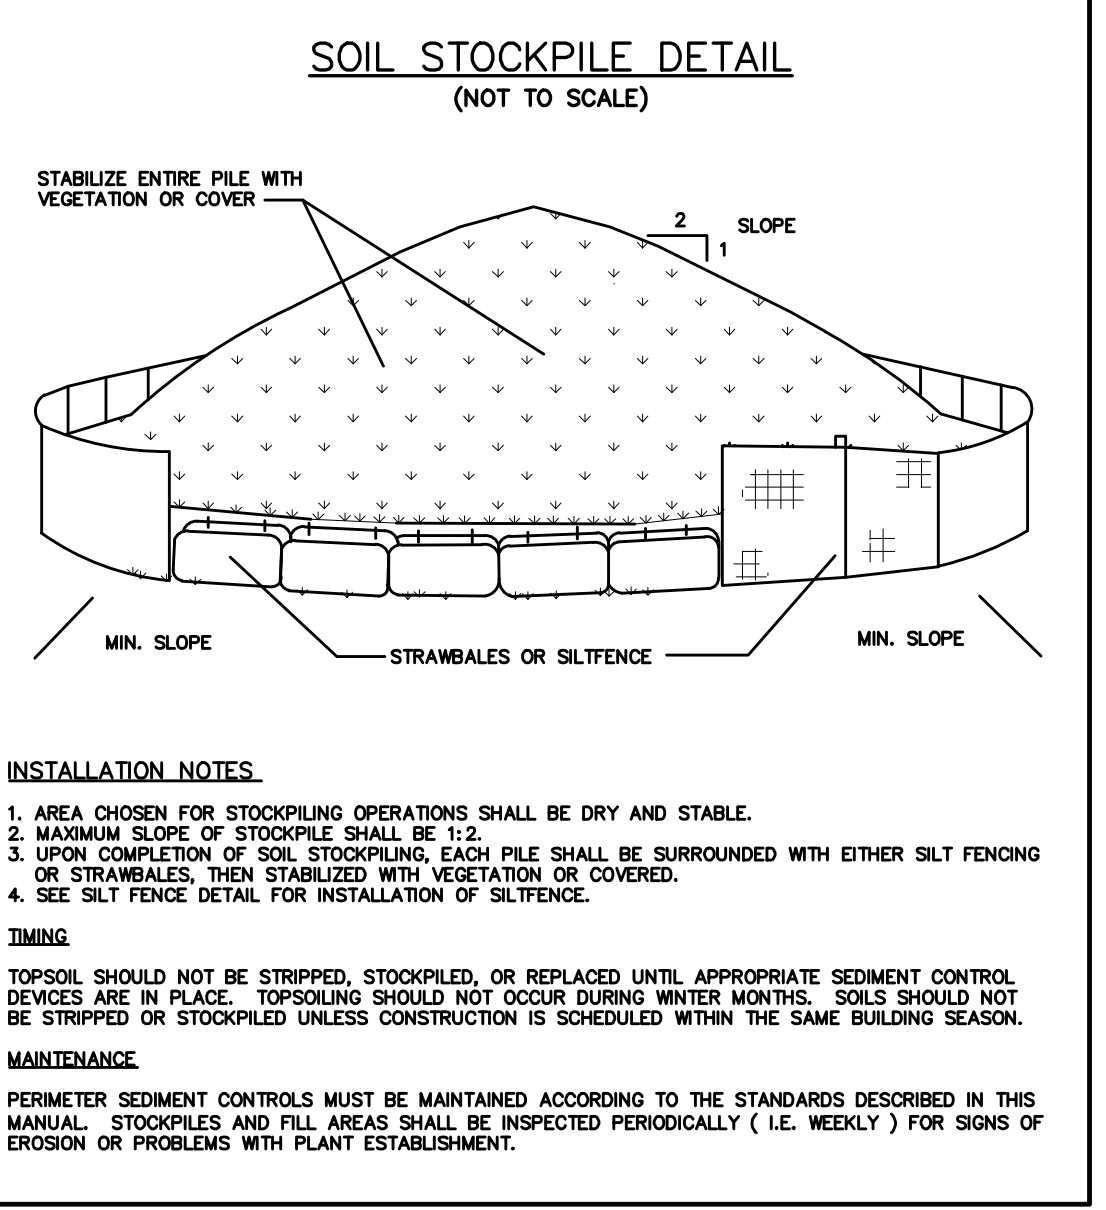 SOIL STOCKPILE DETAIL
(NOT TO SCALE)
STABILIZE ENTIRE PILE WITH
VEGETATION OR COVER
2
SLOPE
1
MIN. SLOPE
STRAWBALES OR SILTFENCE
MIN. SLOPE
INSTALLATION NOTES
1. AREA CHOSEN FOR STOCKPILING OPERATIONS SHALL BE DRY AND STABLE.
2. MAXIMUM SLOPE OF STOCKPILE SHALL BE 1:2.
3. UPON COMPLETION OF SOIL STOCKPILING, EACH PILE SHALL BE SURROUNDED WITH EITHER SILT FENCING
OR STRAWBALES, THEN STABILIZED WITH VEGETATION OR COVERED.
4. SEE SILT FENCE DETAIL FOR INSTALLATION OF SILTFENCE.
TIMING
TOPSOIL SHOULD NOT BE STRIPPED, STOCKPILED, OR REPLACED UNTIL APPROPRIATE SEDIMENT CONTROL
DEVICES ARE IN PLACE. TOPSOILING SHOULD NOT OCCUR DURING WINTER MONTHS. SOILS SHOULD NOT
BE STRIPPED OR STOCKPILED UNLESS CONSTRUCTION IS SCHEDULED WITHIN THE SAME BUILDING SEASON.
MAINTENANCE
PERIMETER SEDIMENT CONTROLS MUST BE MAINTAINED ACCORDING TO THE STANDARDS DESCRIBED IN THIS
MANUAL. STOCKPILES AND FILL AREAS SHALL BE INSPECTED PERIODICALLY ( I.E. WEEKLY ) FOR SIGNS OF
EROSION OR PROBLEMS WITH PLANT ESTABLISHMENT.